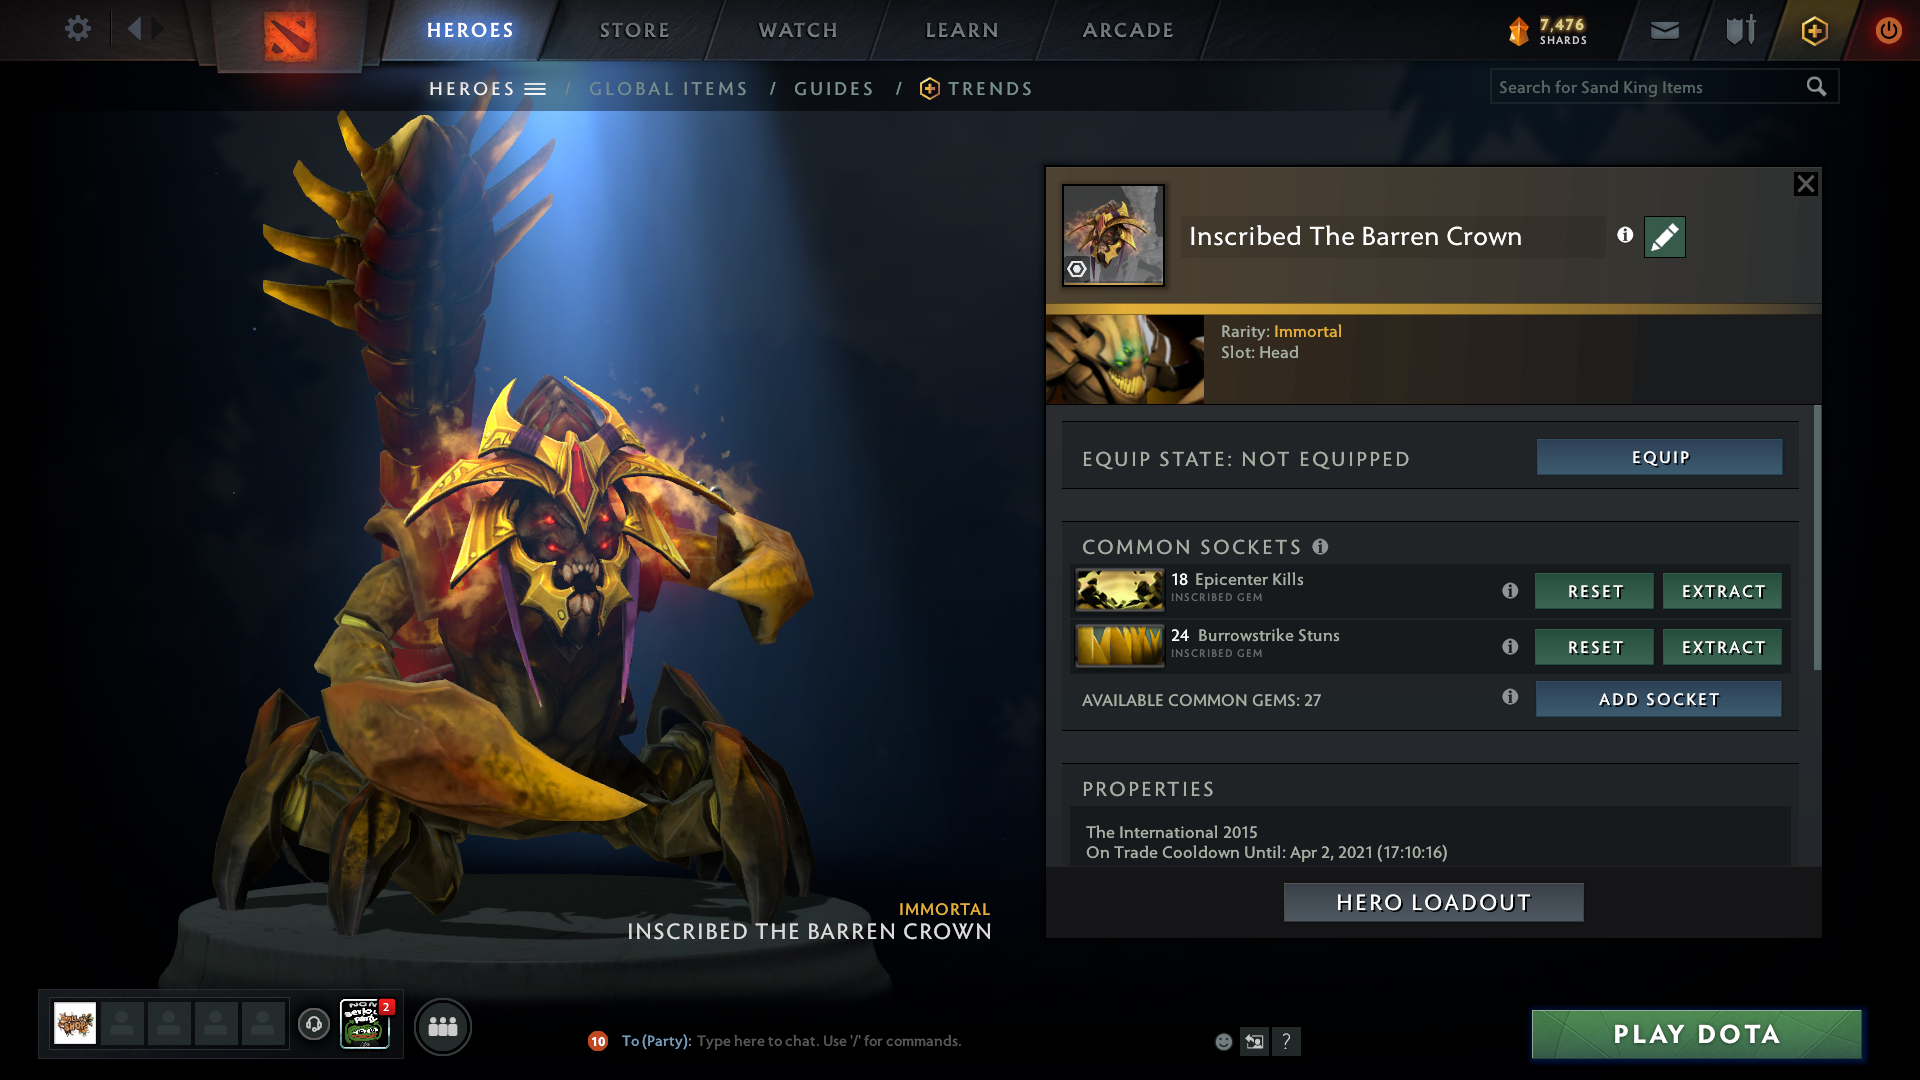 HEROES
STORE
WATCH
LEARN
ARCADE
7,476
SHARDS
HEROES / GLOBAL ITEMS / GUIDES / TRENDS
Search for Sand King Items
Inscribed The Barren Crown
Rarity: Immortal
Slot: Head
EQUIP STATE: NOT EQUIPPED
EQUIP
COMMON SOCKETS
18 Epicenter Kills
INSCRIBED GEM
RESET
EXTRACT
24 Burrowstrike Stuns
INSCRIBED GEM
RESET
EXTRACT
AVAILABLE COMMON GEMS: 27
ADD SOCKET
PROPERTIES
The International 2015
On Trade Cooldown Until: Apr 2, 2021 (17:10:16)
HERO LOADOUT
IMMORTAL
INSCRIBED THE BARREN CROWN
2
10
To (Party): Type here to chat. Use '/' for commands.
?
PLAY DOTA